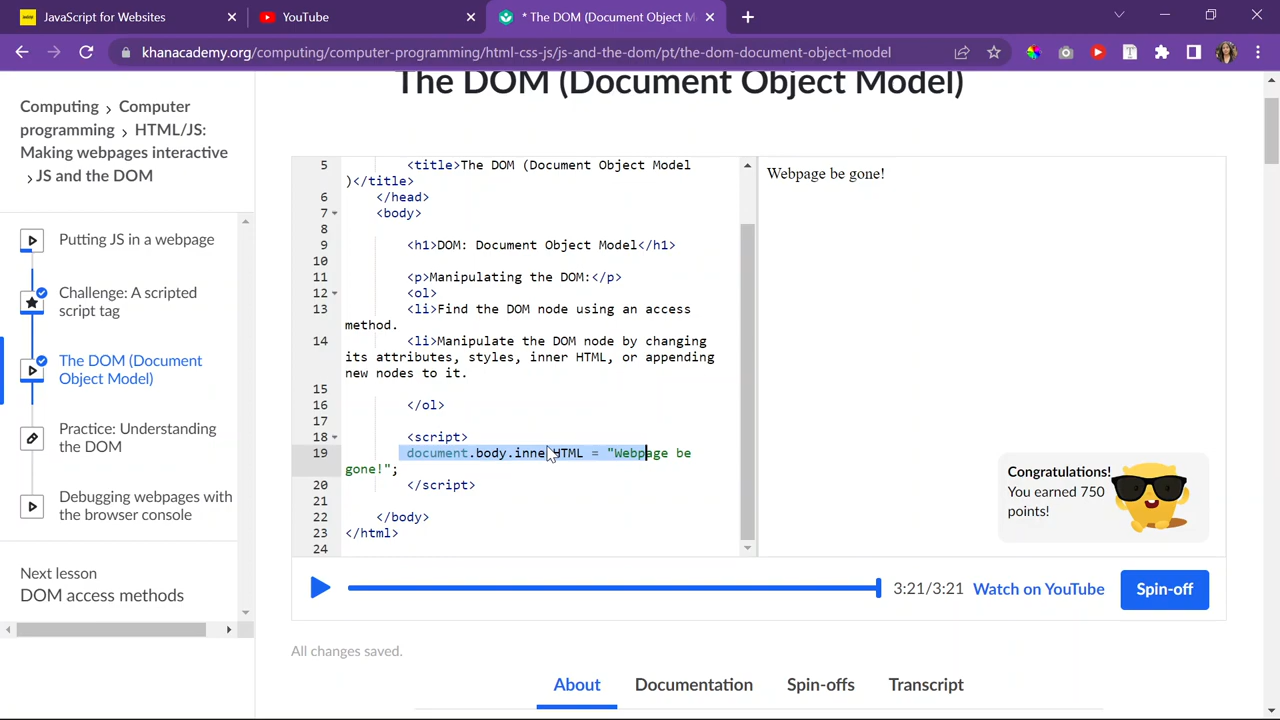 JavaScript for Websites
YouTube
* The DOM (Document Object M
khanacademy.org/computing/computer-programming/html-css-js/js-and-the-dom/pt/the-dom-document-object-model
Computing > Computer
programming > HTML/JS:
Making webpages interactive
> JS and the DOM
Putting JS in a webpage
Challenge: A scripted
script tag
The DOM (Document
Object Model)
Practice: Understanding
the DOM
Debugging webpages with
the browser console
Next lesson
DOM access methods
The DOM (Document Object Model)
5 <title>The DOM (Document Object Model
)</title>
6 </head>
7 <body>
8
9 <h1>DOM: Document Object Model</h1>
10
11 <p>Manipulating the DOM:</p>
12 <ol>
13 <li>Find the DOM node using an access
method.
14 <li>Manipulate the DOM node by changing
its attributes, styles, inner HTML, or appending
new nodes to it.
15
16 </ol>
17
18 <script>
19 document.body.innerHTML = "Webpage be
gone!";
20 </script>
21
22 </body>
23 </html>
24
Webpage be gone!
Congratulations!
You earned 750
points!
3:21/3:21
Watch on YouTube
Spin-off
All changes saved.
About
Documentation
Spin-offs
Transcript